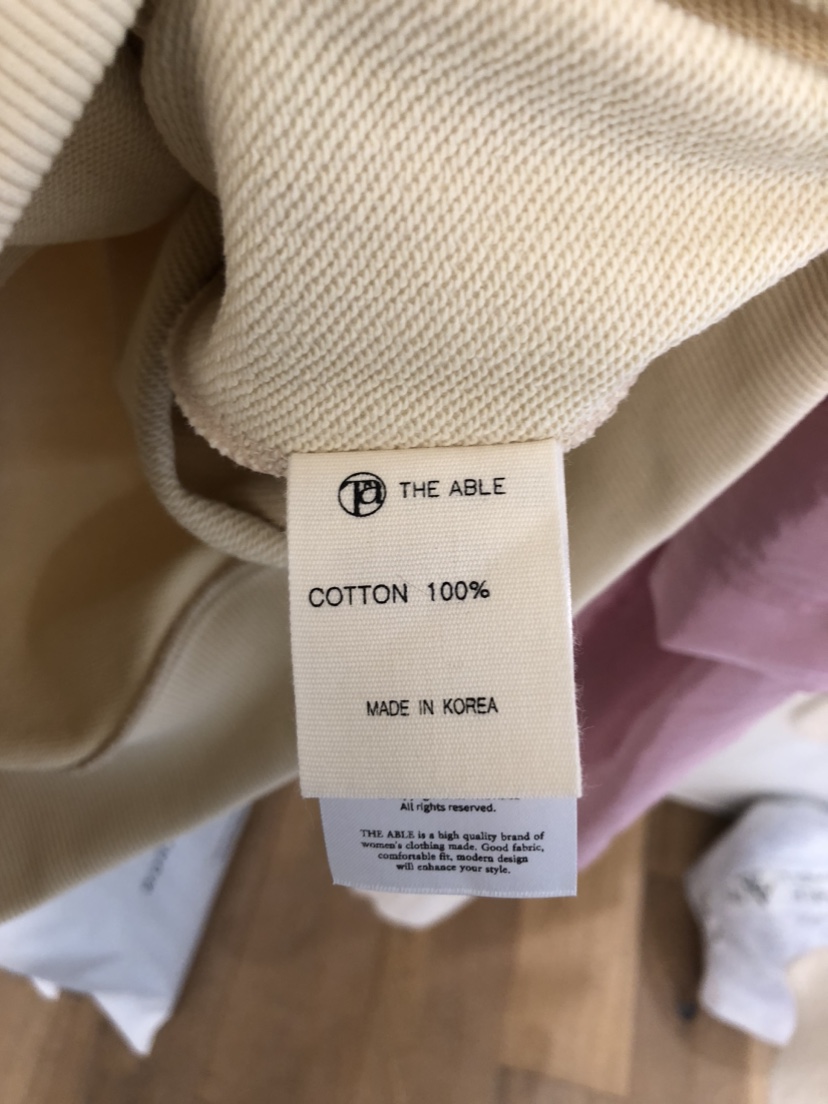 Ta THE ABLE
COTTON 100%
MADE IN KOREA
All rights reserved.
THE ABLE is a high quality brand of
women's clothing made. Good fabric,
comfortable fit, modern design
will enhance your style.